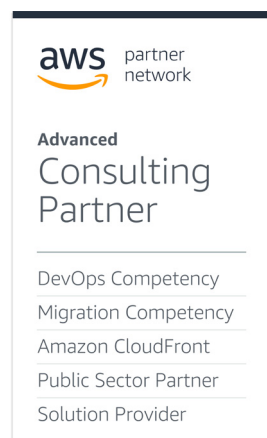 aws partner
network
Advanced
Consulting
Partner
DevOps Competency
Migration Competency
Amazon CloudFront
Public Sector Partner
Solution Provider